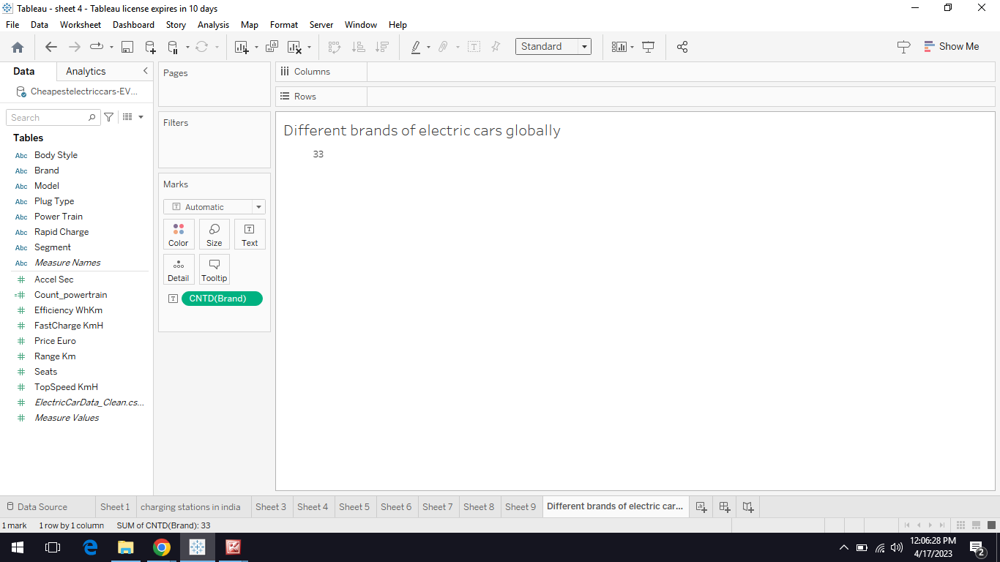 Tableau - sheet 4 - Tableau license expires in 10 days
File Data Worksheet Dashboard Story Analysis Map Format Server Window Help
Standard
Show Me
Data Analytics
Cheapestelectriccars-EV...
Search
Tables
Abc Body Style
Abc Brand
Abc Model
Abc Plug Type
Abc Power Train
Abc Rapid Charge
Abc Segment
Abc Measure Names
# Accel Sec
=# Count_powertrain
# Efficiency WhKm
# FastCharge KmH
# Price Euro
# Range Km
# Seats
# TopSpeed KmH
# ElectricCarData_Clean.cs...
# Measure Values
Pages
Filters
Marks
T Automatic
Color Size Text
Detail Tooltip
T CNTD(Brand)
Columns
Rows
Different brands of electric cars globally
33
Data Source Sheet 1 charging stations in india Sheet 3 Sheet 4 Sheet 5 Sheet 6 Sheet 7 Sheet 8 Sheet 9 Different brands of electric car...
1 mark 1 row by 1 column SUM of CNTD(Brand): 33
12:06:28 PM
4/17/2023
2